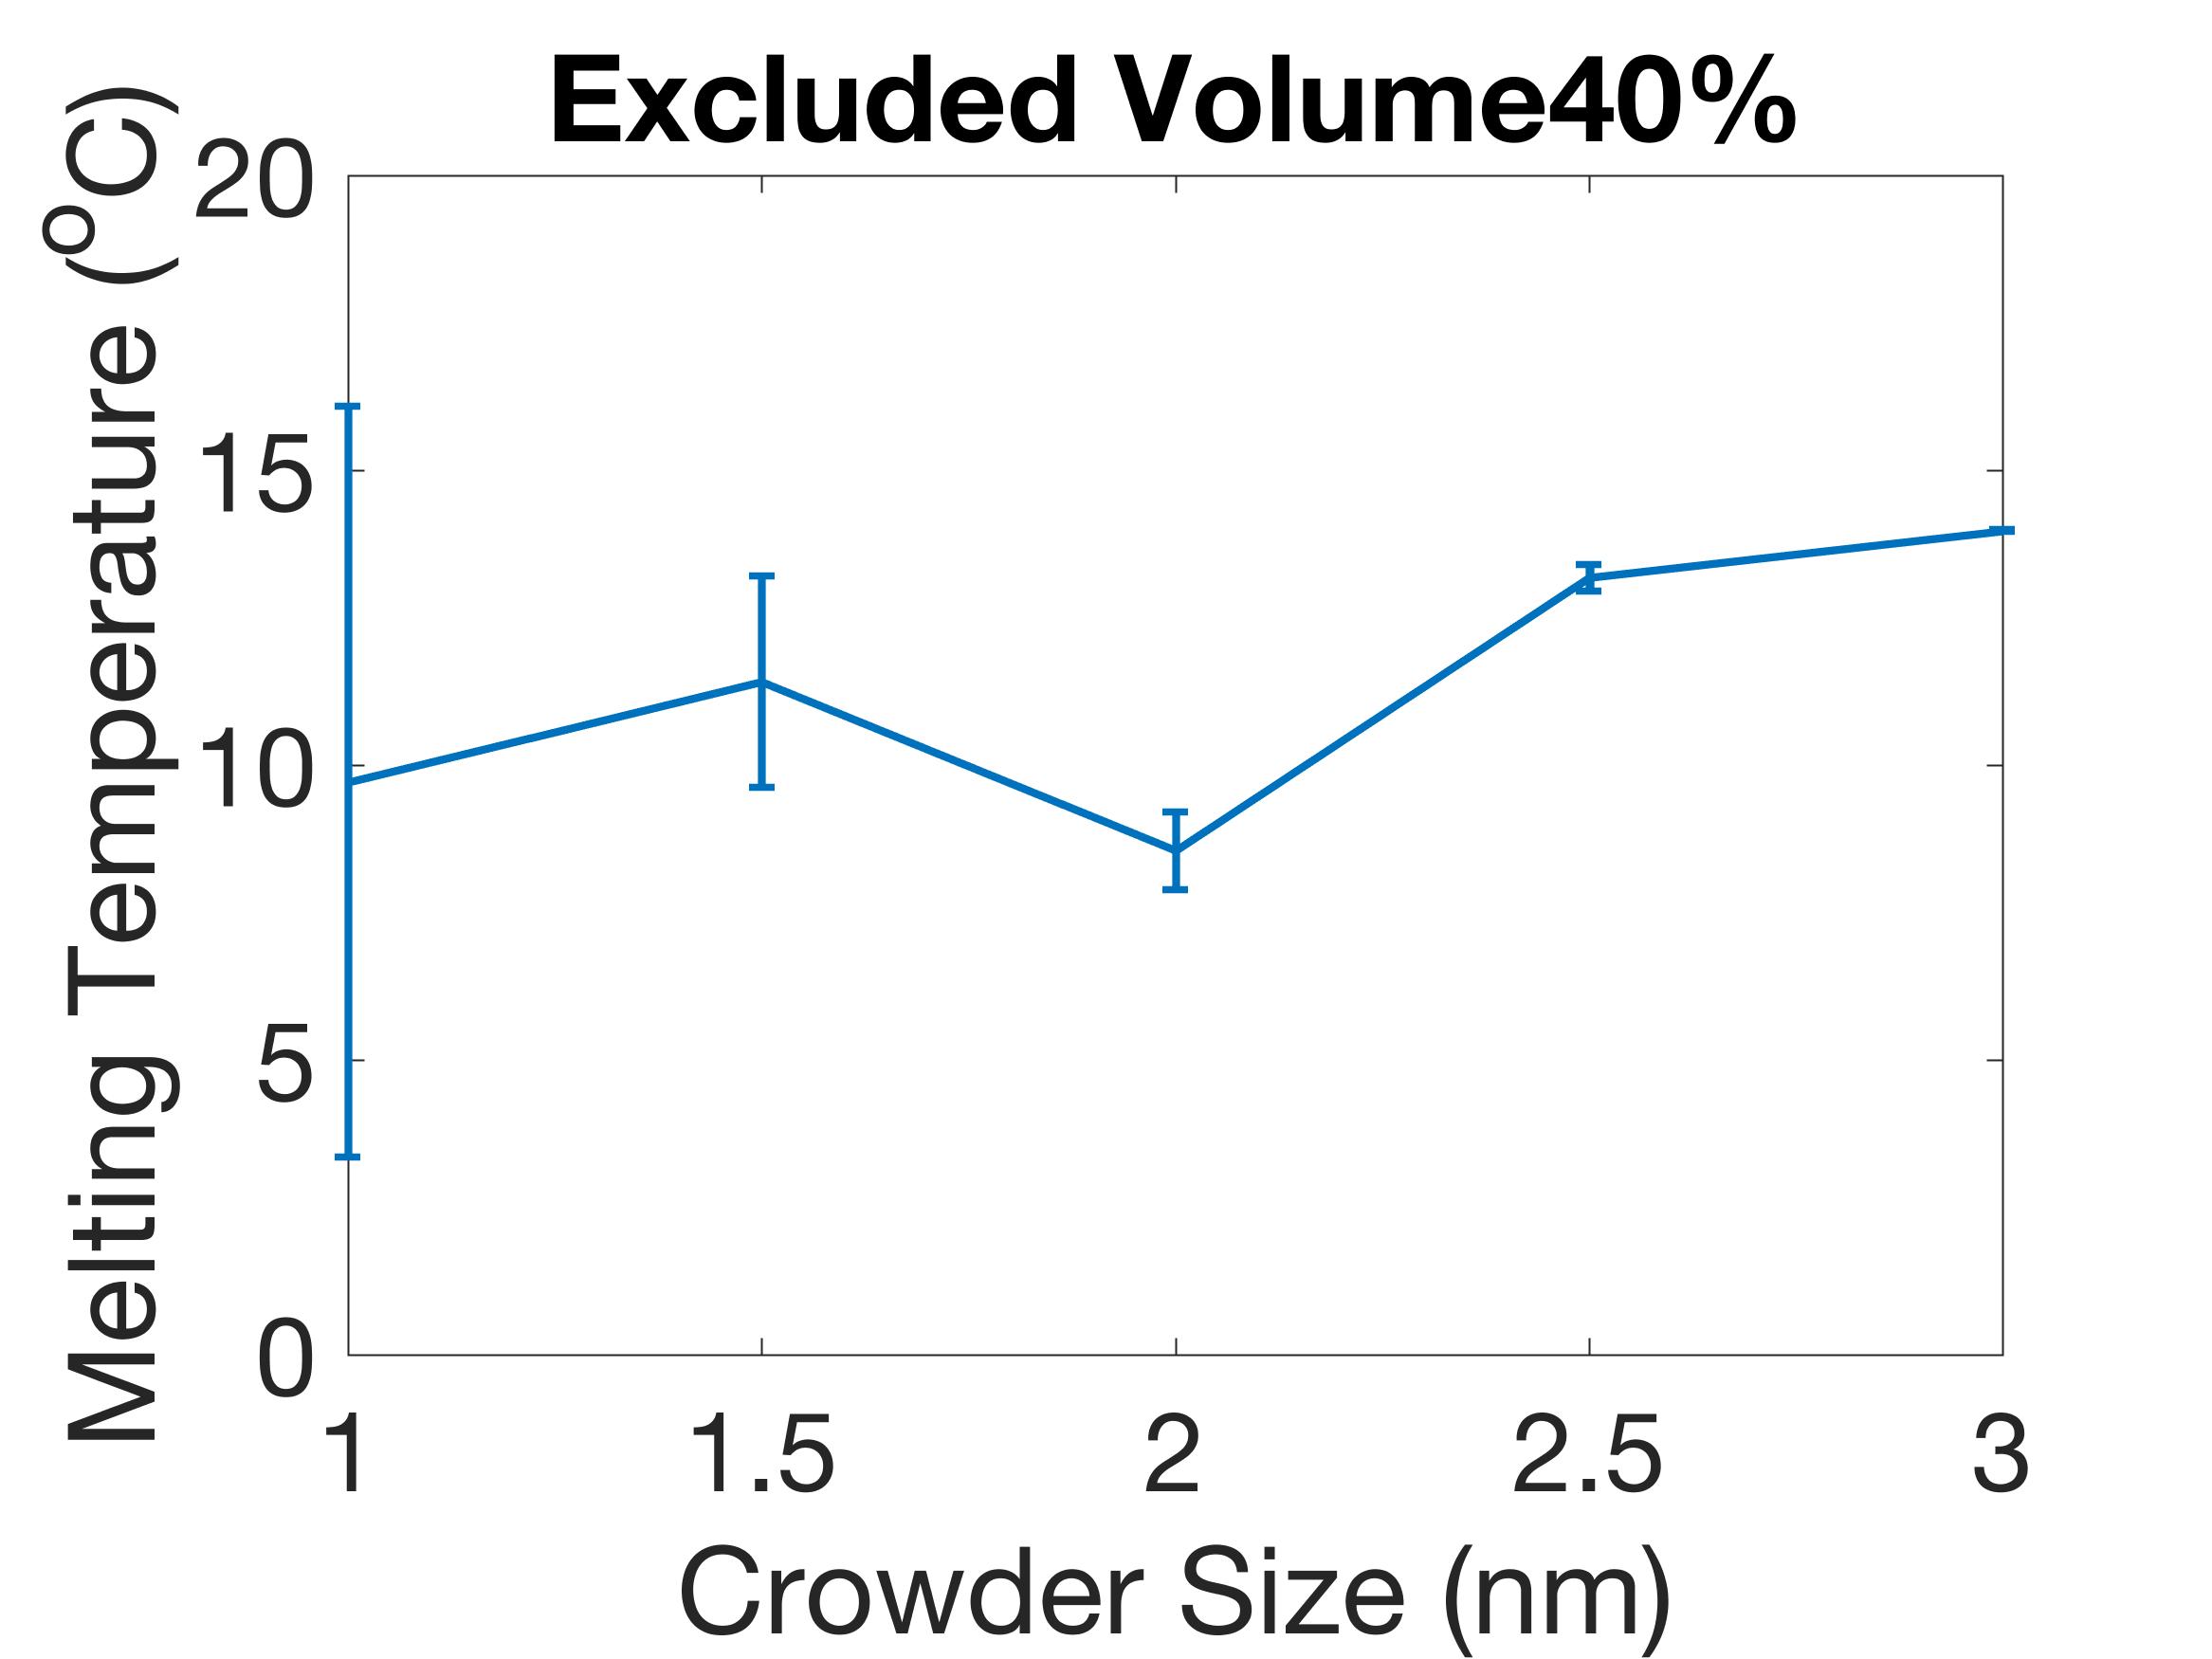 Excluded Volume40%
Melting Temperature (⁰C)
20
15
10
5
0
1 1.5 2 2.5 3
Crowder Size (nm)